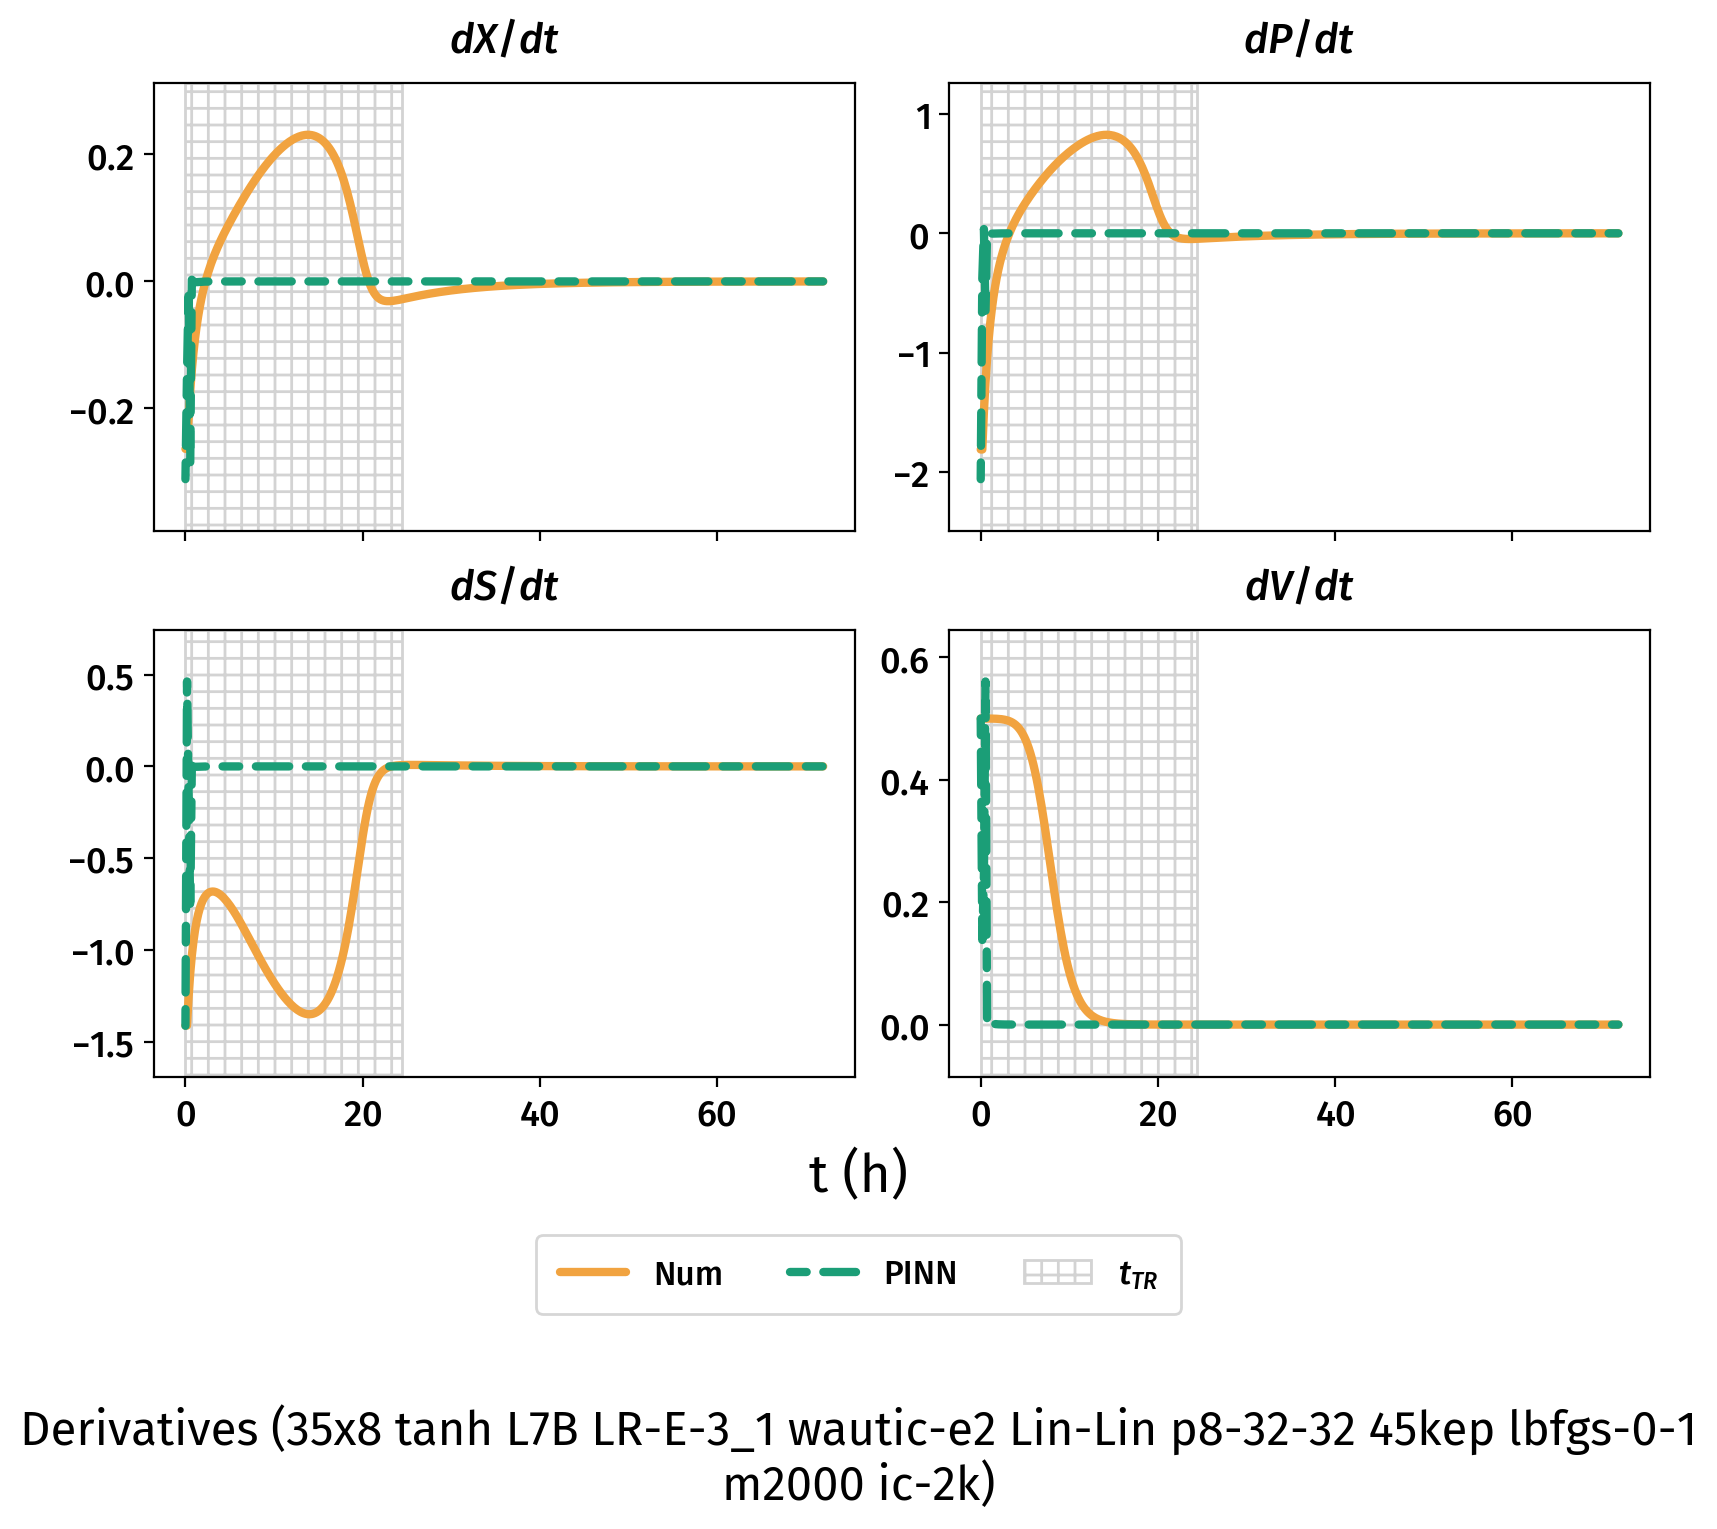 dX/dt
dP/dt
0.2
0.0
−0.2
1
0
−1
−2
dS/dt
dV/dt
0.5
0.0
−0.5
−1.0
−1.5
0.6
0.4
0.2
0.0
0 20 40 60
0 20 40 60
t (h)
Num PINN tTR
Derivatives (35x8 tanh L7B LR-E-3_1 wautic-e2 Lin-Lin p8-32-32 45kep lbfgs-0-1
m2000 ic-2k)